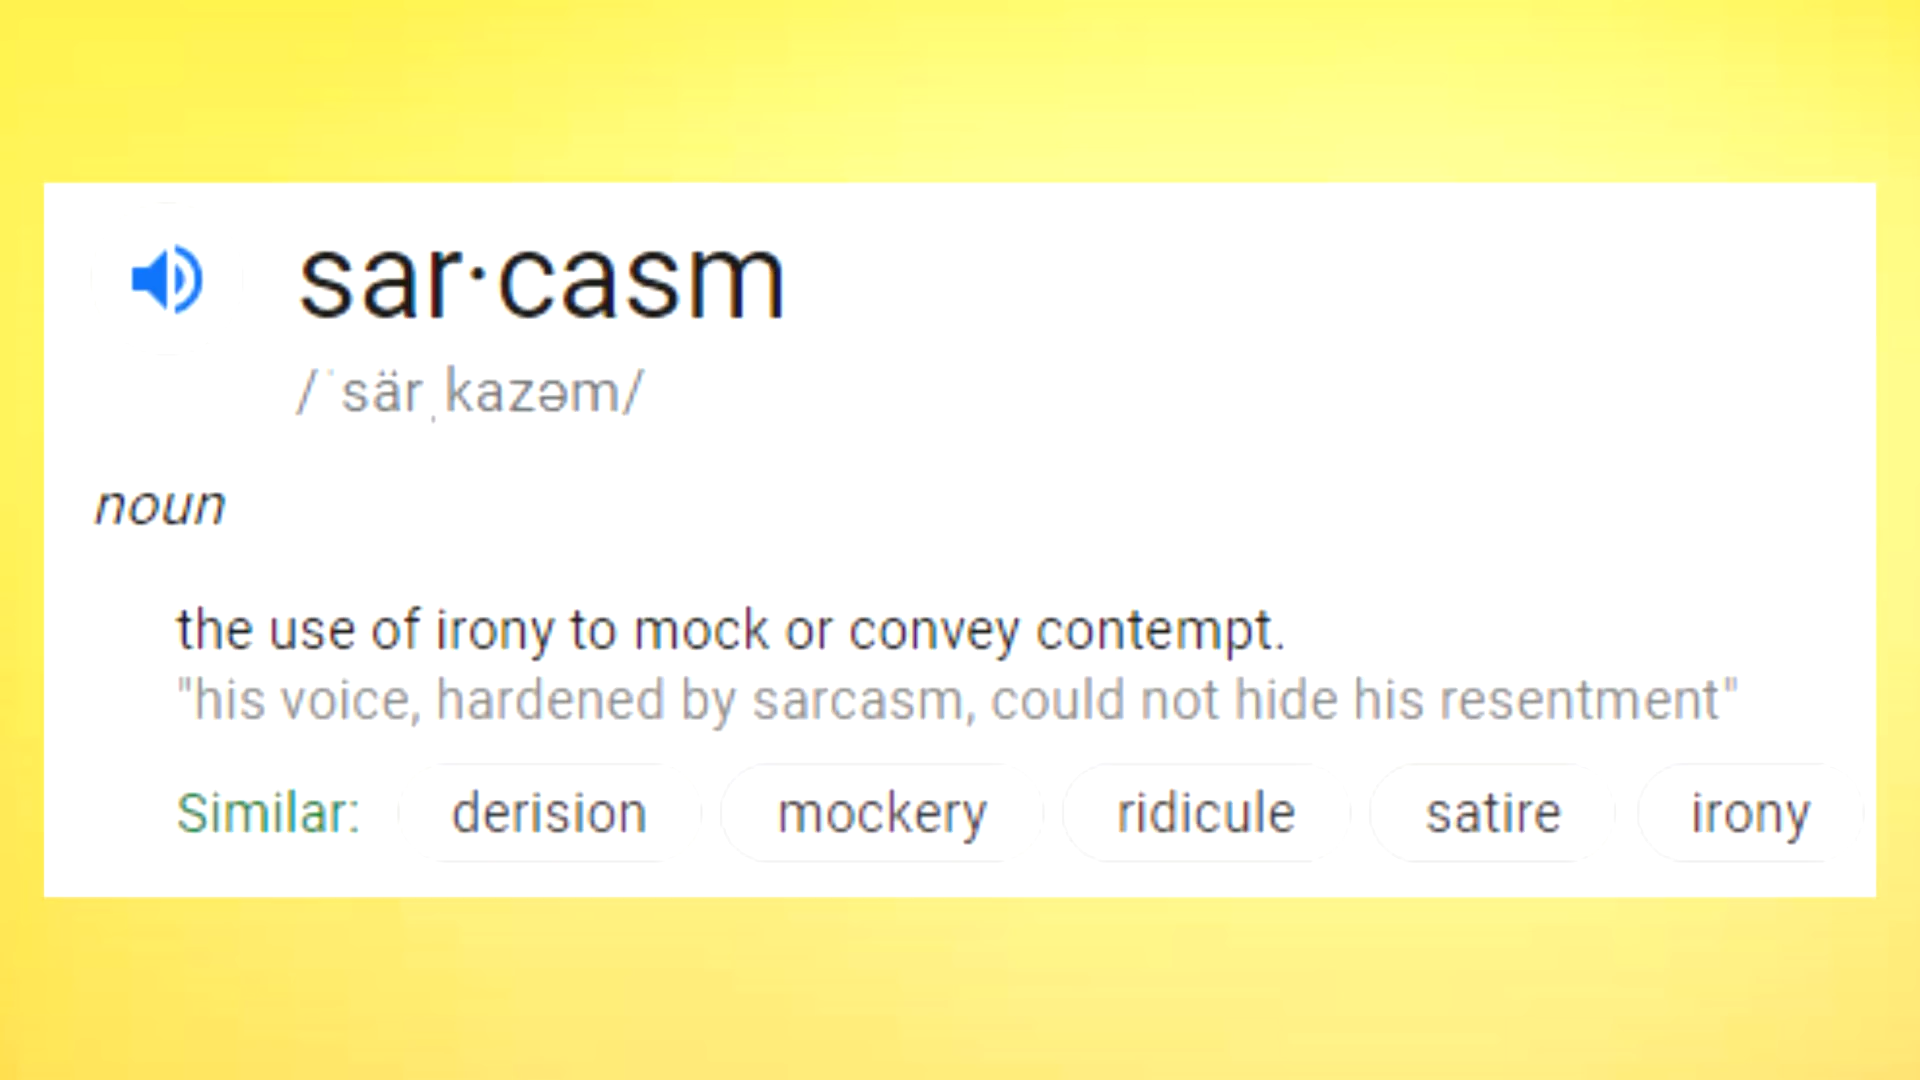 sar·casm
/ˈsärˌkazəm/
noun
the use of irony to mock or convey contempt.
"his voice, hardened by sarcasm, could not hide his resentment"
Similar: derision mockery ridicule satire irony